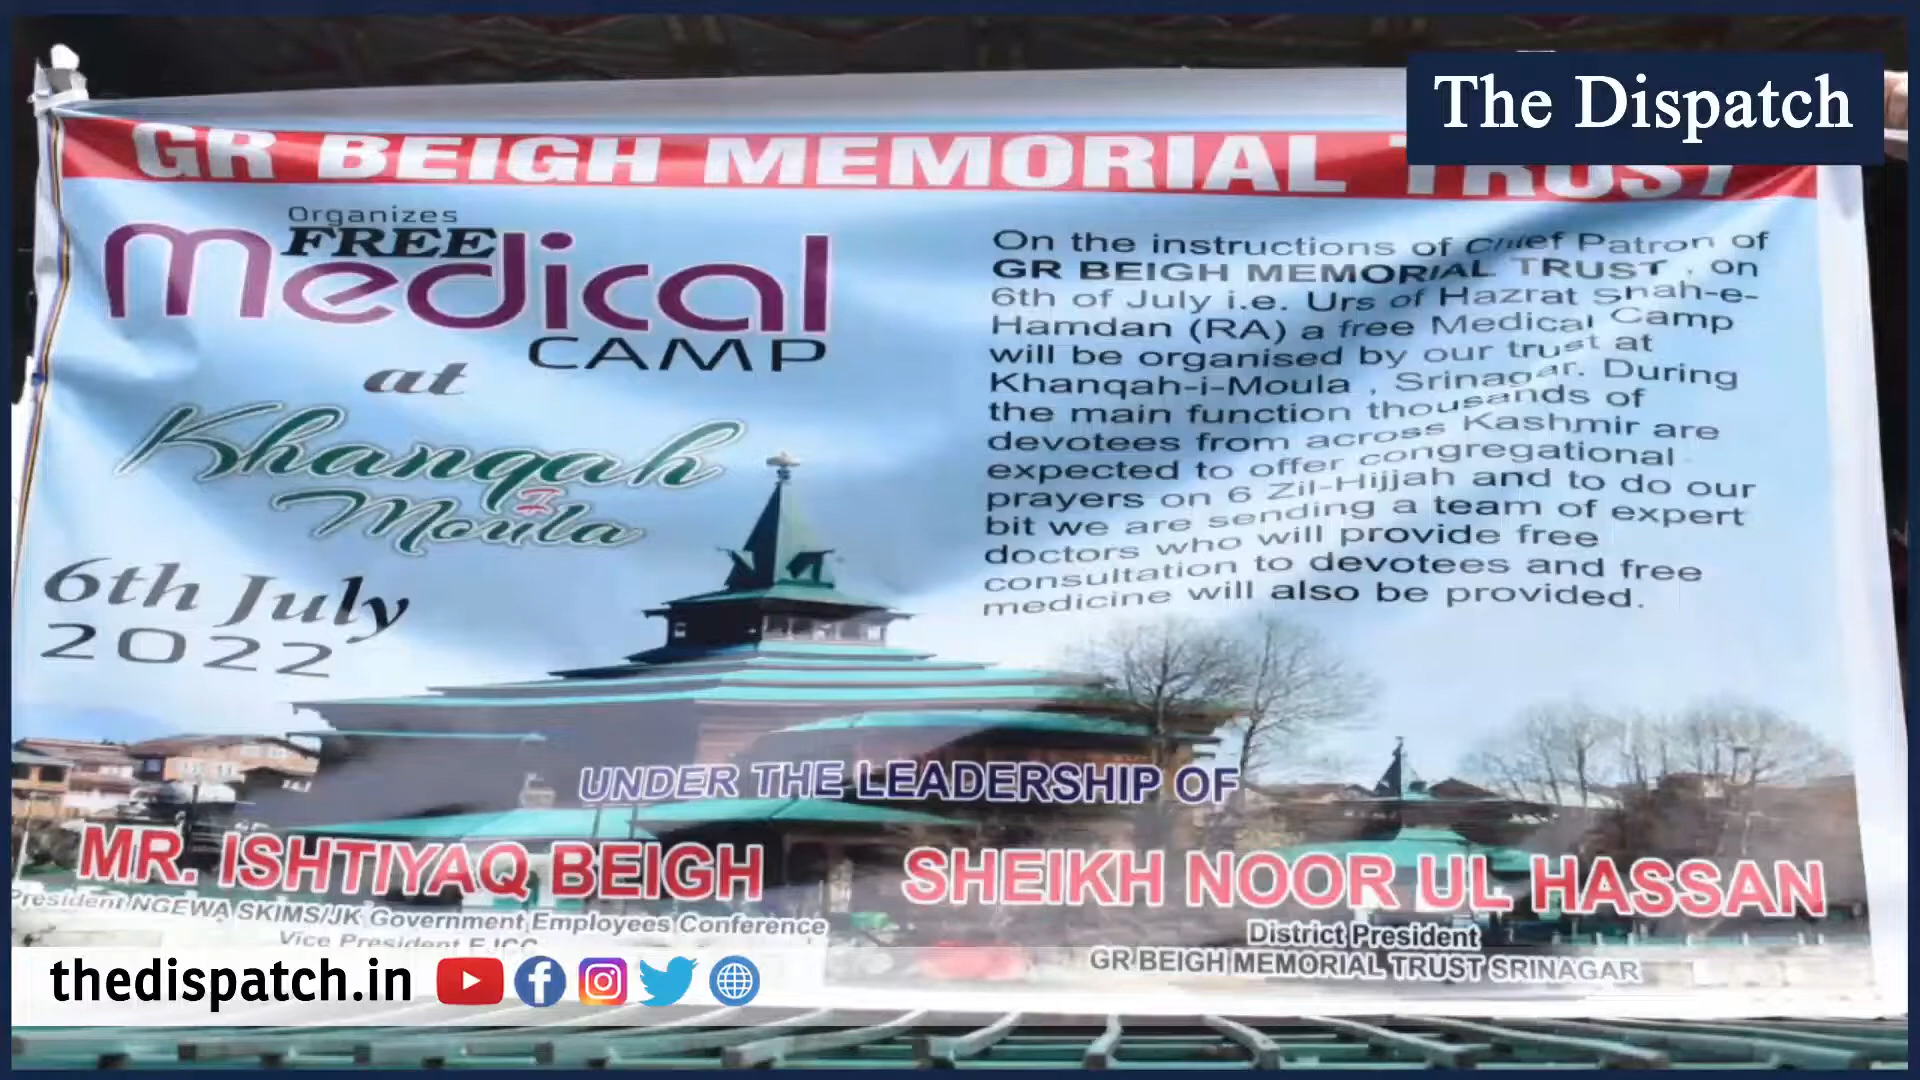 The Dispatch
GR BEIGH MEMORIAL TRUST
Organizes
FREE
Medical
CAMP
at
Khanqah
I
Moula
6th July
2022
On the instructions of Chief Patron of
GR BEIGH MEMORIAL TRUST , on
6th of July i.e. Urs of Hazrat Shah-e-
Hamdan (RA) a free Medical Camp
will be organised by our trust at
Khanqah-i-Moula , Srinagar. During
the main function thousands of
devotees from across Kashmir are
expected to offer congregational
prayers on 6 Zil-Hijjah and to do our
bit we are sending a team of expert
doctors who will provide free
consultation to devotees and free
medicine will also be provided.
UNDER THE LEADERSHIP OF
MR. ISHTIYAQ BEIGH
President NGEWA SKIMS/JK Government Employees Conference
Vice President EJCC
SHEIKH NOOR UL HASSAN
District President
GR BEIGH MEMORIAL TRUST SRINAGAR
thedispatch.in